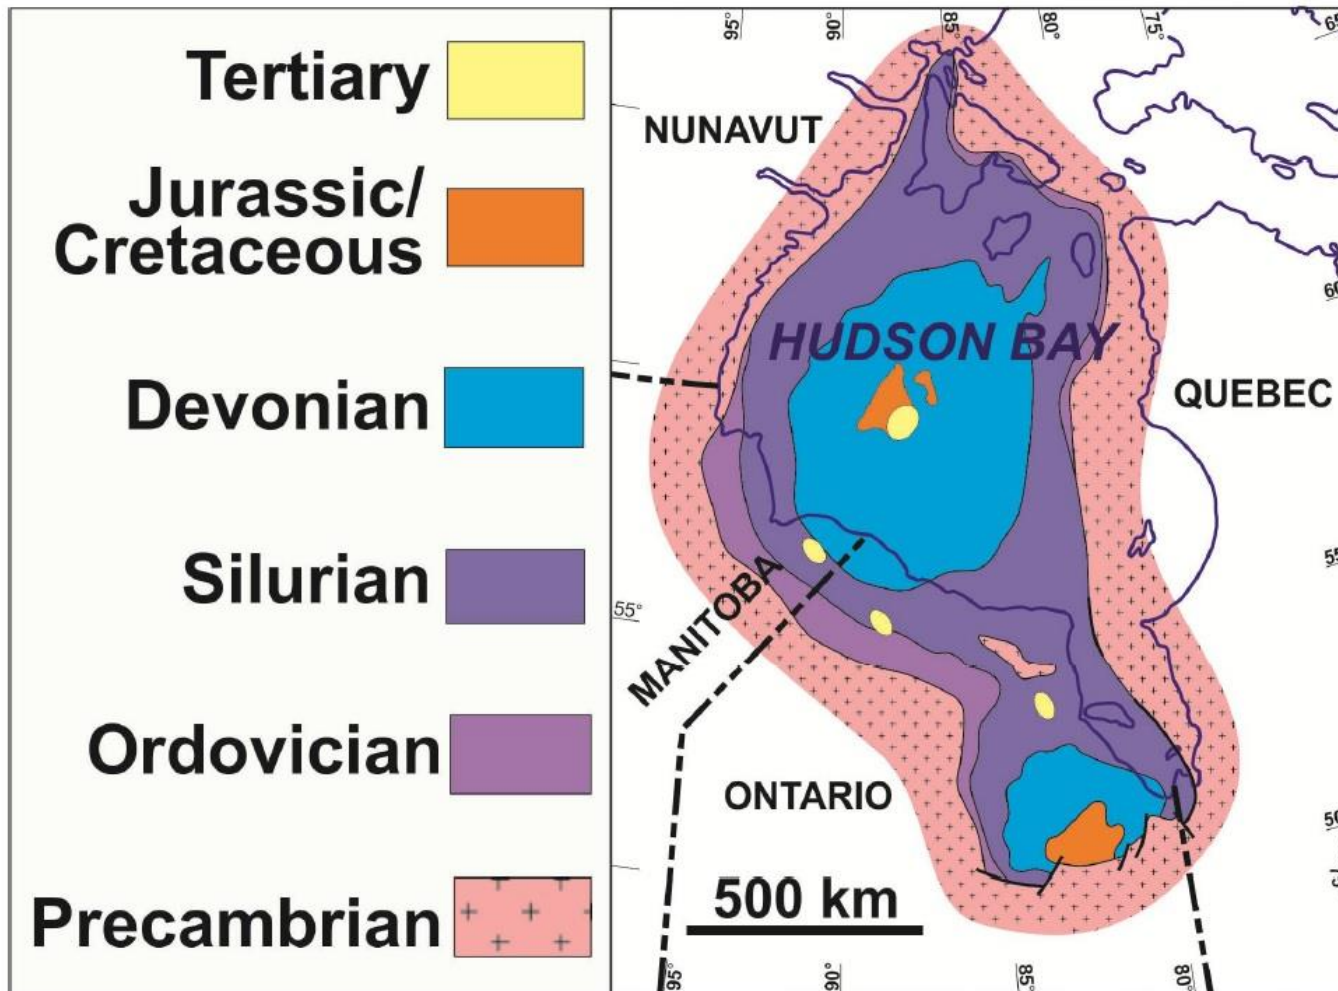 Tertiary
Jurassic/
Cretaceous
Devonian
Silurian
Ordovician
Precambrian
95°
90°
85°
80°
75°
NUNAVUT
60
HUDSON BAY
QUEBEC
55
55°
MANITOBA
ONTARIO
50
500 km
95°
90°
85°
80°